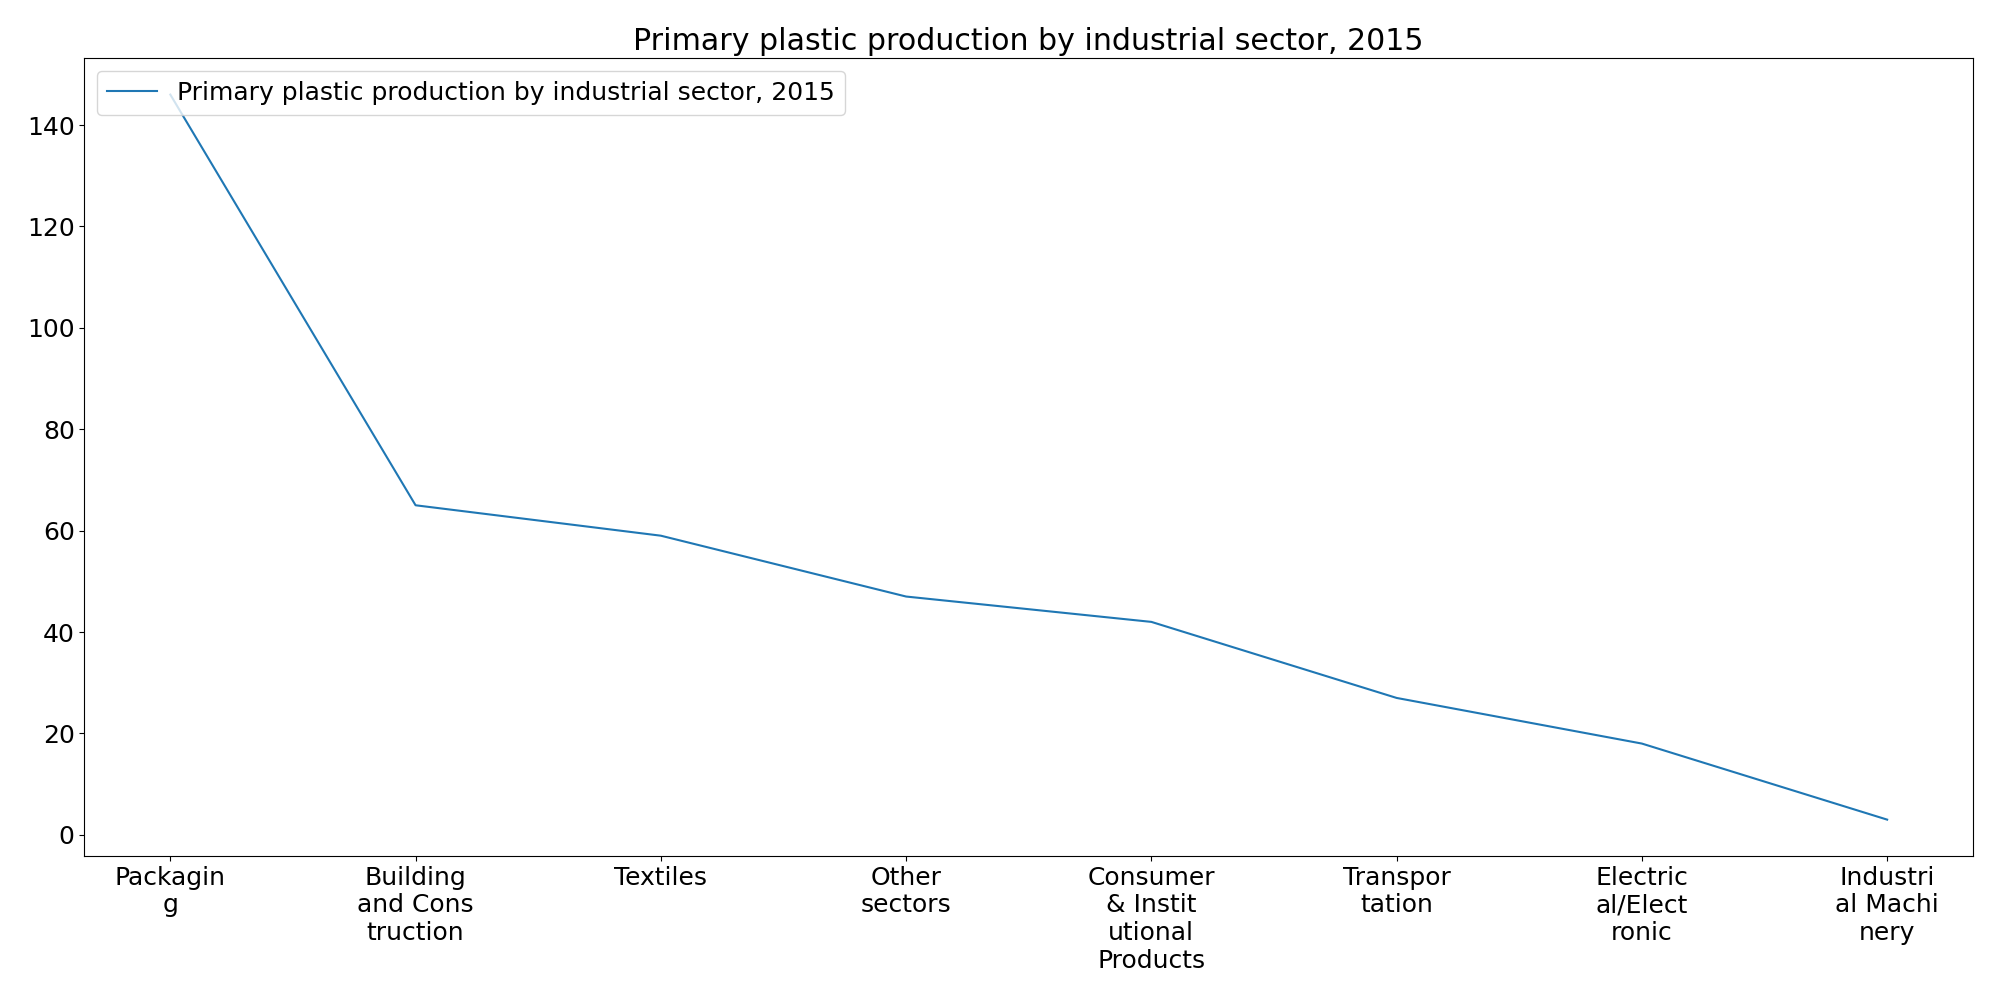 Primary plastic production by industrial sector, 2015
Primary plastic production by industrial sector, 2015
140
120
100
80
60
40
20
0
Packagin
g
Building
and Cons
truction
Textiles
Other
sectors
Consumer
& Instit
utional
Products
Transpor
tation
Electric
al/Elect
ronic
Industri
al Machi
nery